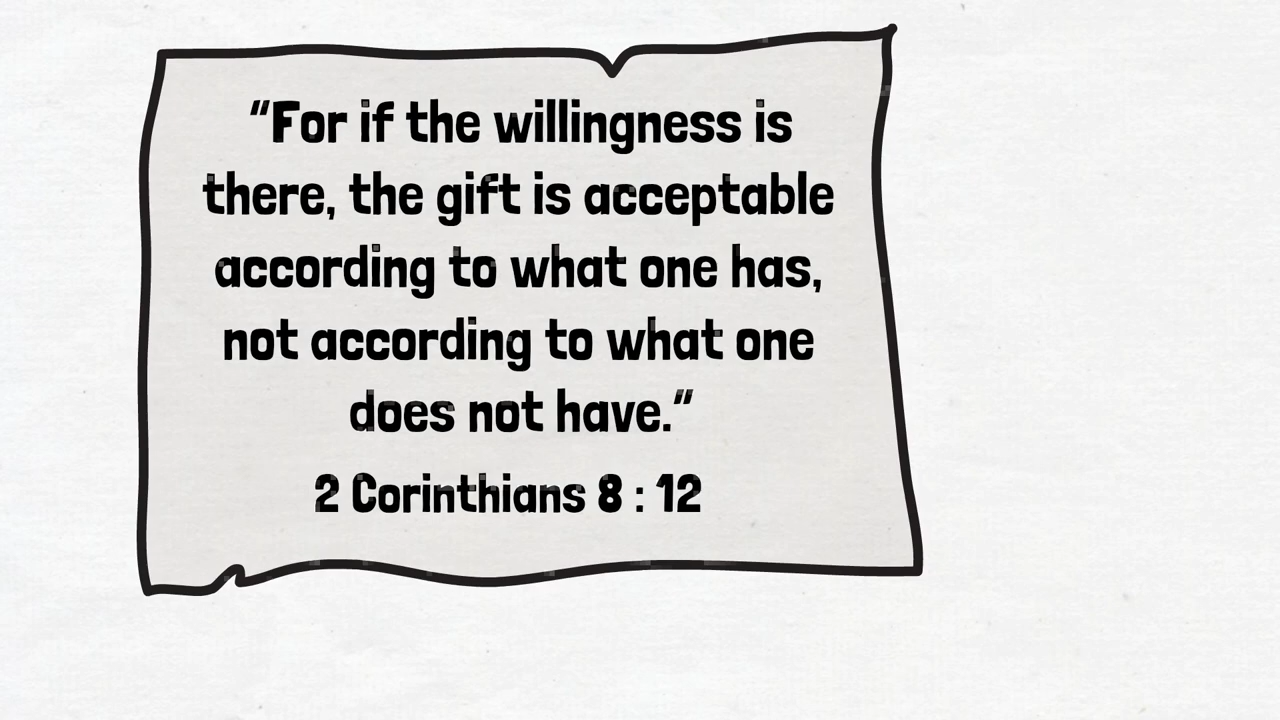 “For if the willingness is
there, the gift is acceptable
according to what one has,
not according to what one
does not have.”
2 Corinthians 8 : 12